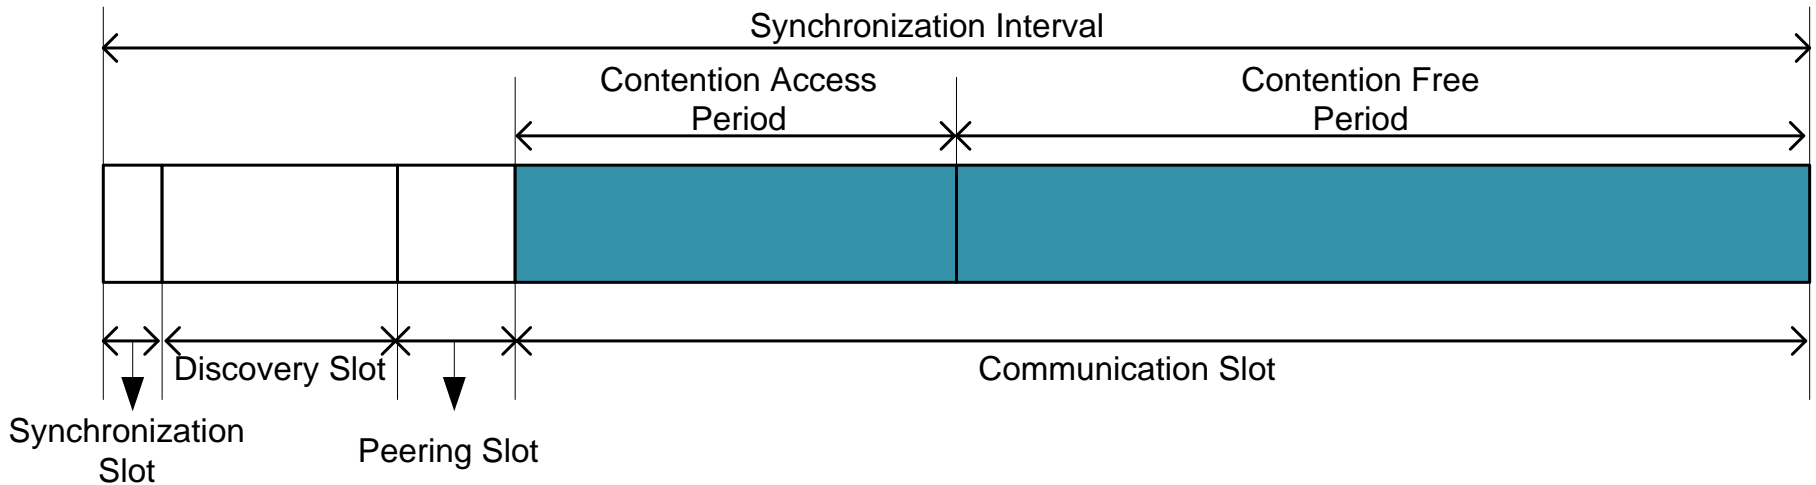 Synchronization Interval
Contention Access
Period
Contention Free
Period
Discovery Slot
Communication Slot
Synchronization
Slot
Peering Slot